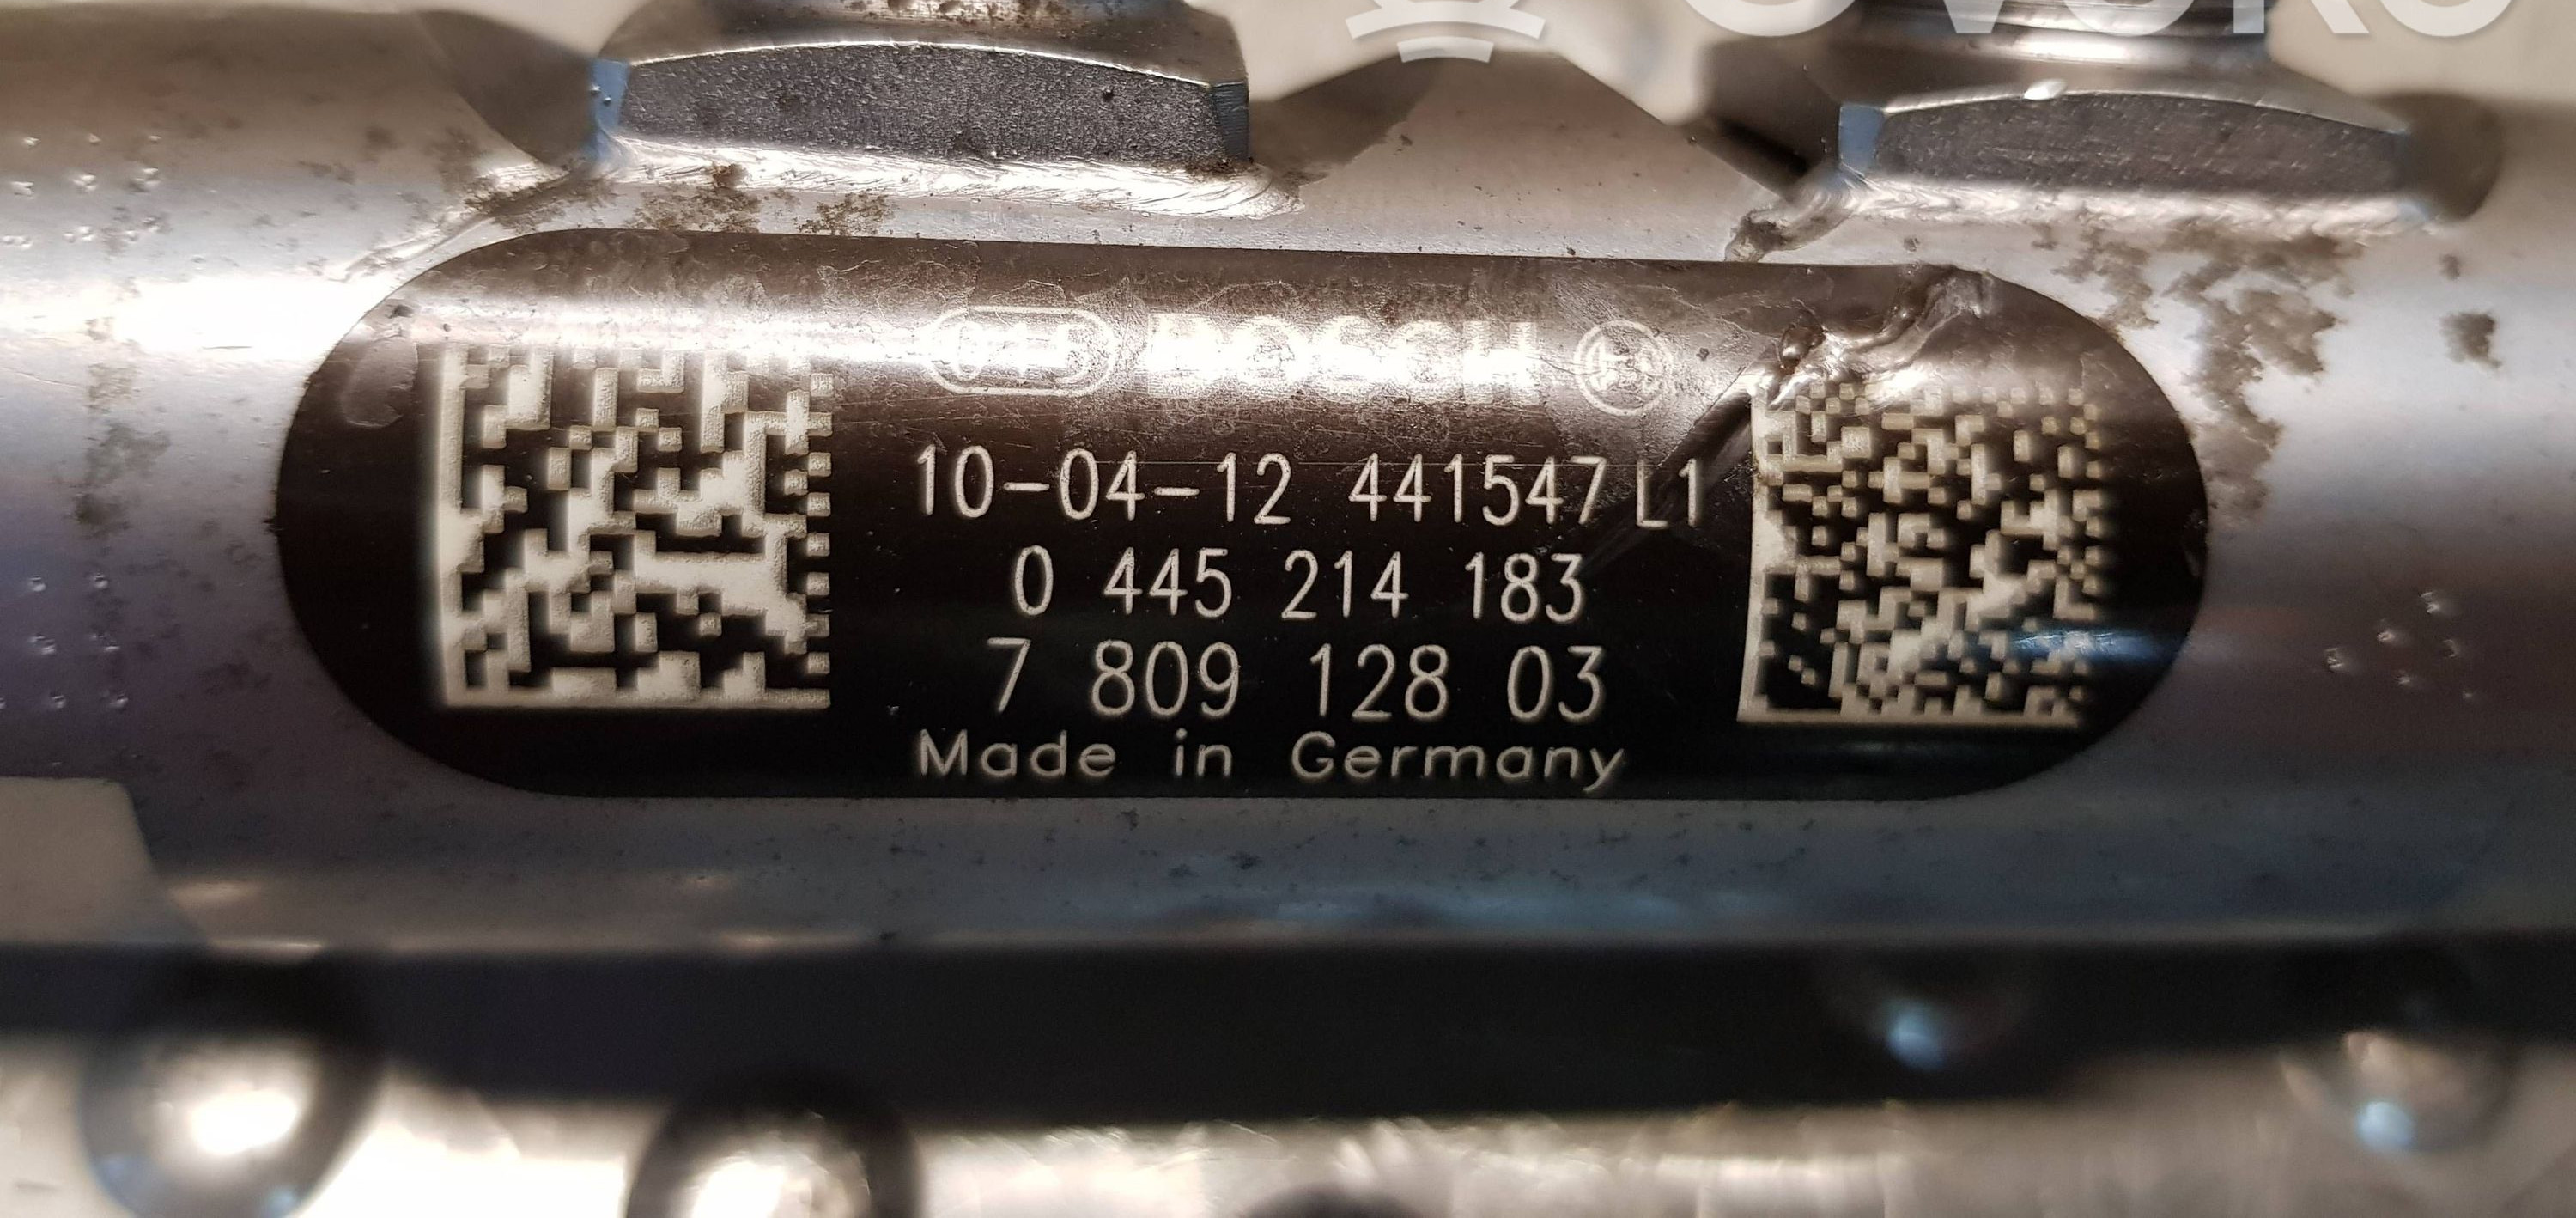 BOSCH
10-04-12 441547 L1
0 445 214 183
7 809 128 03
Made in Germany